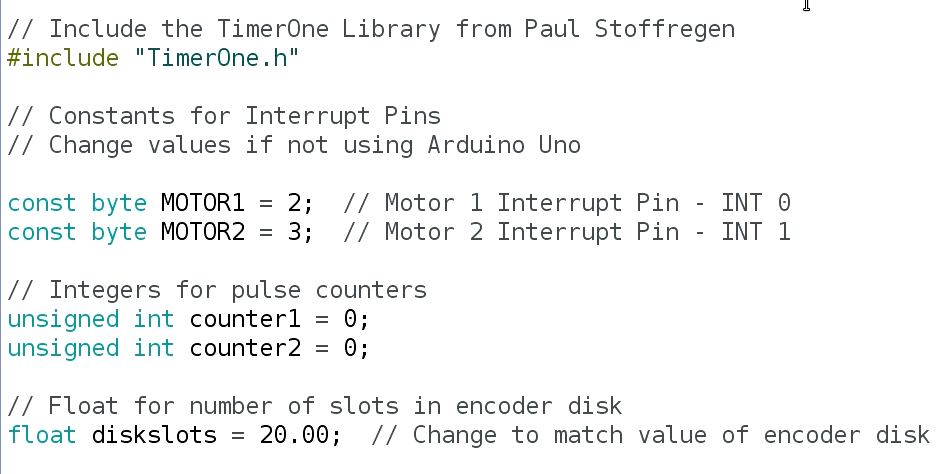 // Include the TimerOne Library from Paul Stoffregen
#include "TimerOne.h"
// Constants for Interrupt Pins
// Change values if not using Arduino Uno
const byte MOTOR1 = 2;  // Motor 1 Interrupt Pin - INT 0
const byte MOTOR2 = 3;  // Motor 2 Interrupt Pin - INT 1
// Integers for pulse counters
unsigned int counter1 = 0;
unsigned int counter2 = 0;
// Float for number of slots in encoder disk
float diskslots = 20.00;  // Change to match value of encoder disk